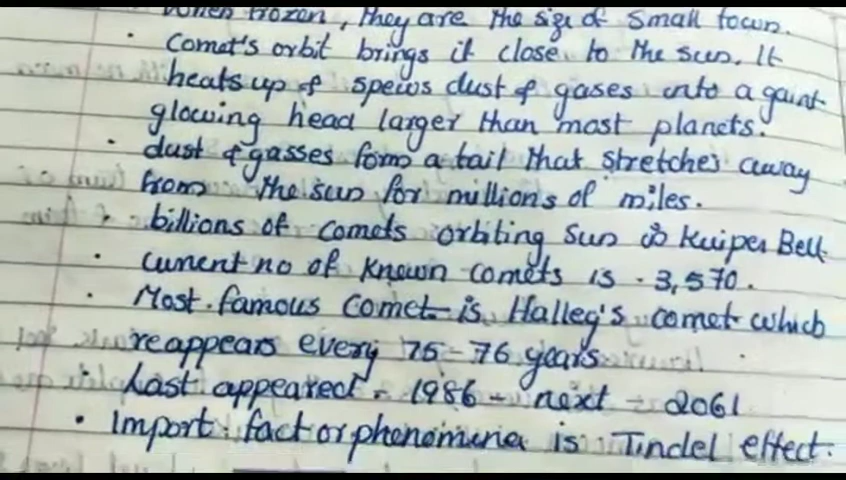 When frozen, they are the size of small town.
• Comet's orbit brings it close to the sun. It
heats up & spews dust & gases into a gaint
glowing head larger than most planets.
• dust & gasses form a tail that stretches away
from the sun for millions of miles.
• billions of comets orbiting Sun is Kuiper Belt
• current no of known comets is 3,570.
• Most famous comet is Halley's comet which
reappears every 75-76 years
• Last appeared - 1986 - next - 2061
• Import factor phenomina is Tindel effect.